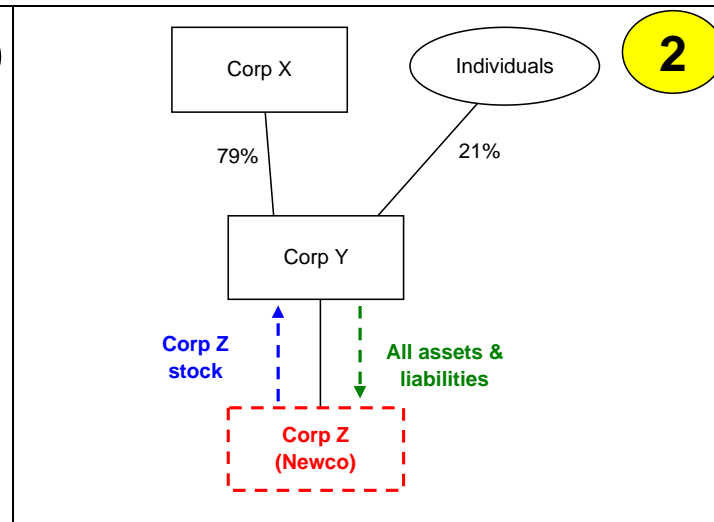 Corp X
Individuals
2
79%
21%
Corp Y
Corp Z
stock
All assets &
liabilities
Corp Z
(Newco)